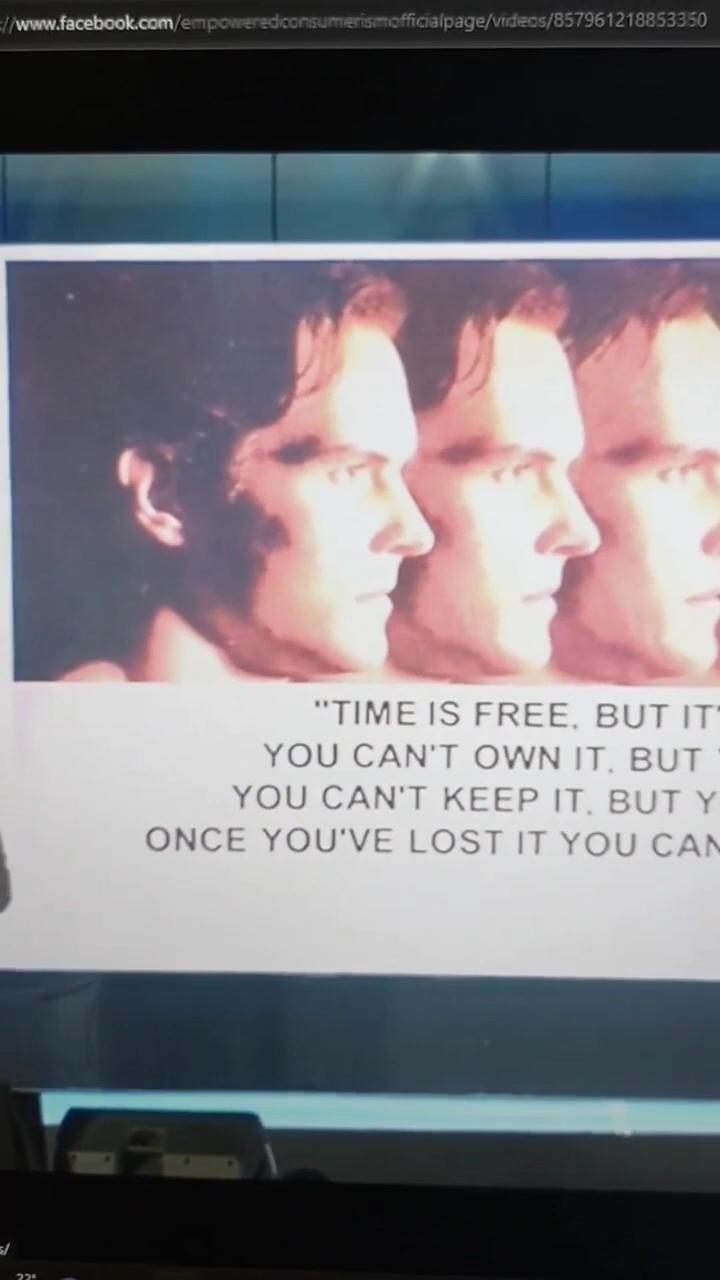 //www.facebook.com/empoweredconsumerismofficialpage/videos/857961218853350
"TIME IS FREE, BUT IT'
YOU CAN'T OWN IT, BUT
YOU CAN'T KEEP IT, BUT Y
ONCE YOU'VE LOST IT YOU CAN
s/
22°